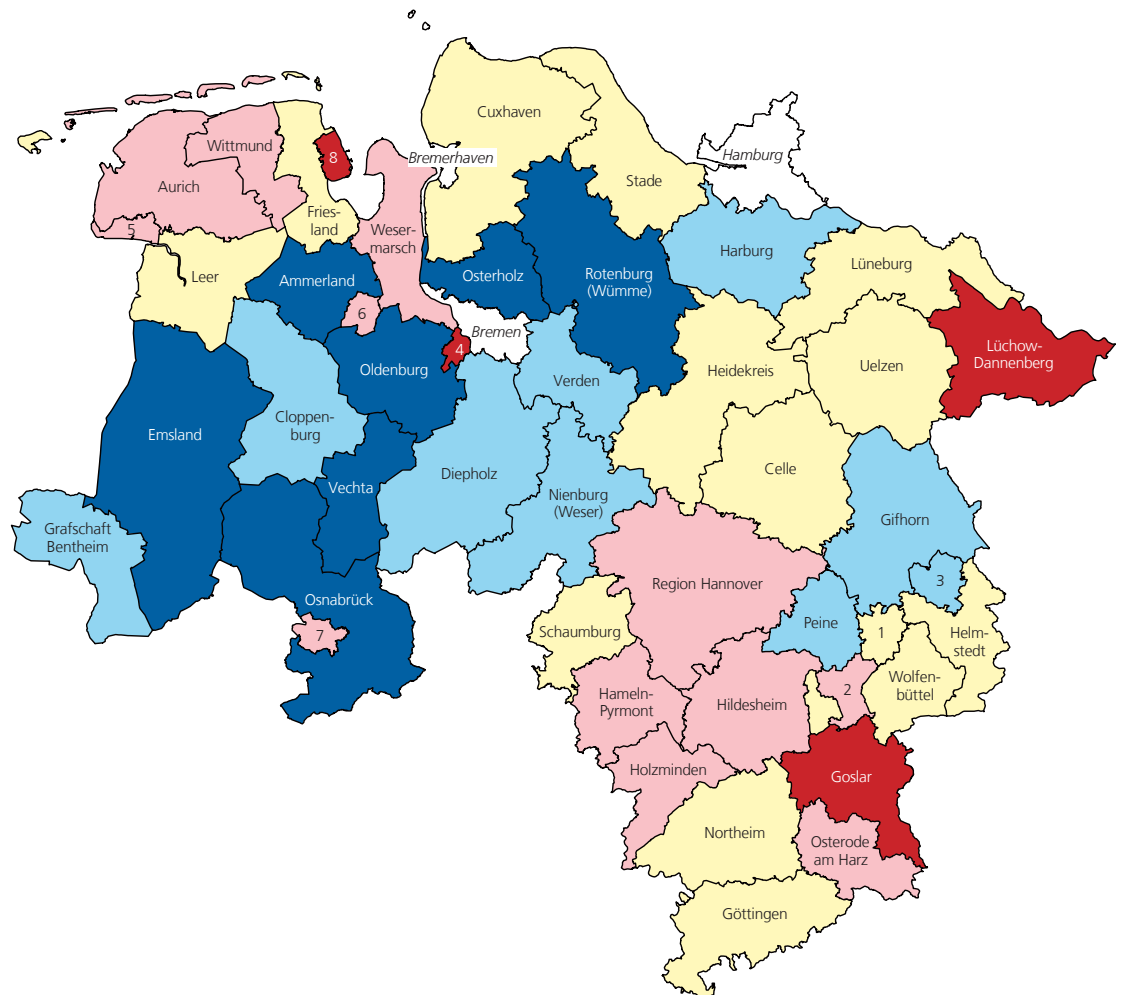 Cuxhaven
Wittmund
8
Bremerhaven
Hamburg
Aurich
Stade
Fries-
land
5
Weser-
marsch
Harburg
Lüneburg
Leer
Ammerland
Osterholz
Rotenburg
(Wümme)
6
Bremen
4
Lüchow-
Dannenberg
Oldenburg
Verden
Heidekreis
Uelzen
Cloppen-
burg
Emsland
Diepholz
Celle
Vechta
Nienburg
(Weser)
Gifhorn
Grafschaft
Bentheim
3
Region Hannover
Osnabrück
Peine
7
Schaumburg
1
Helm-
stedt
Wolfen-
büttel
Hameln-
Pyrmont
Hildesheim
2
Holzminden
Goslar
Northeim
Osterode
am Harz
Göttingen